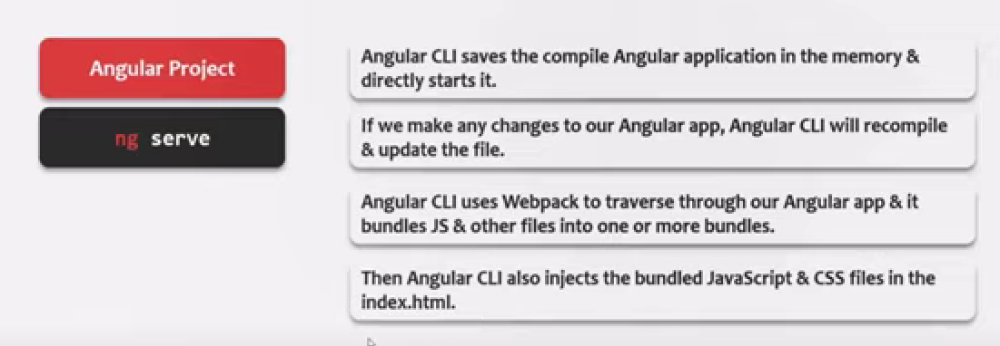 Angular Project
ng serve
Angular CLI saves the compile Angular application in the memory &
directly starts it.
If we make any changes to our Angular app, Angular CLI will recompile
& update the file.
Angular CLI uses Webpack to traverse through our Angular app & it
bundles JS & other files into one or more bundles.
Then Angular CLI also injects the bundled JavaScript & CSS files in the
index.html.